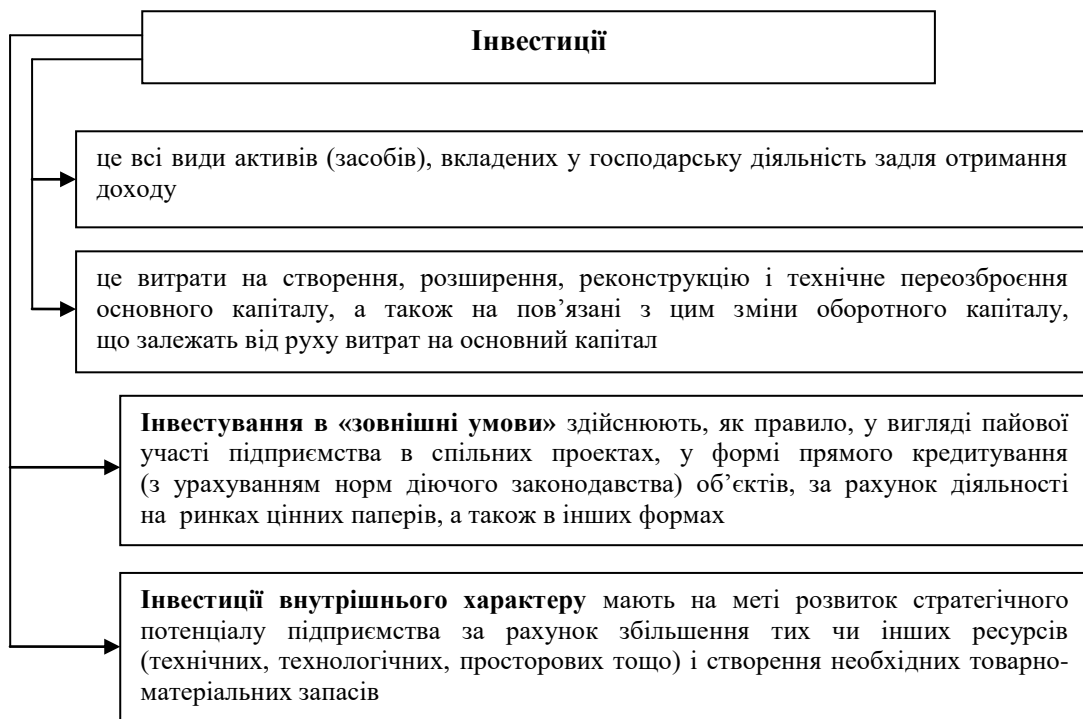 Інвестиції
це всі види активів (засобів), вкладених у господарську діяльність задля отримання
доходу
це витрати на створення, розширення, реконструкцію і технічне переозброєння
основного капіталу, а також на пов’язані з цим зміни оборотного капіталу,
що залежать від руху витрат на основний капітал
Інвестування в «зовнішні умови» здійснюють, як правило, у вигляді пайової
участі підприємства в спільних проектах, у формі прямого кредитування
(з урахуванням норм діючого законодавства) об’єктів, за рахунок діяльності
на ринках цінних паперів, а також в інших формах
Інвестиції внутрішнього характеру мають на меті розвиток стратегічного
потенціалу підприємства за рахунок збільшення тих чи інших ресурсів
(технічних, технологічних, просторових тощо) і створення необхідних товарно-
матеріальних запасів